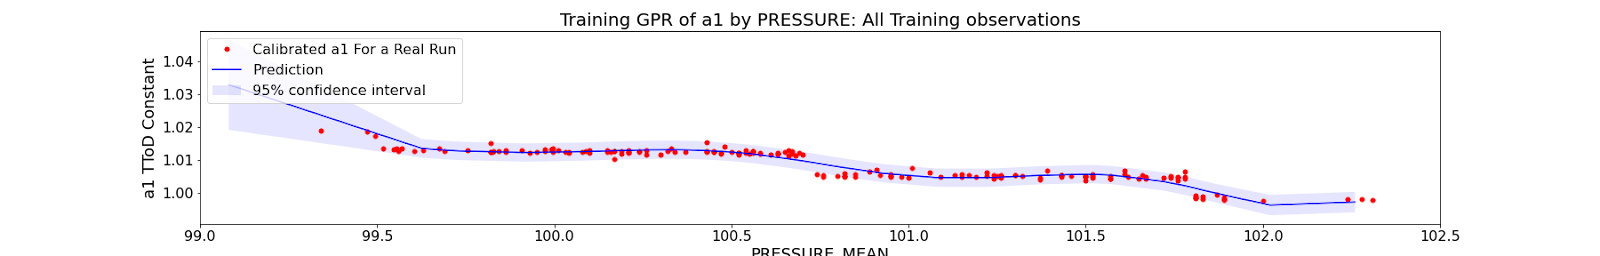 Training GPR of a1 by PRESSURE: All Training observations
a1 TToD Constant
1.04
1.03
1.02
1.01
1.00
Calibrated a1 For a Real Run
Prediction
95% confidence interval
99.0 99.5 100.0 100.5 101.0 101.5 102.0 102.5
PRESSURE_MEAN